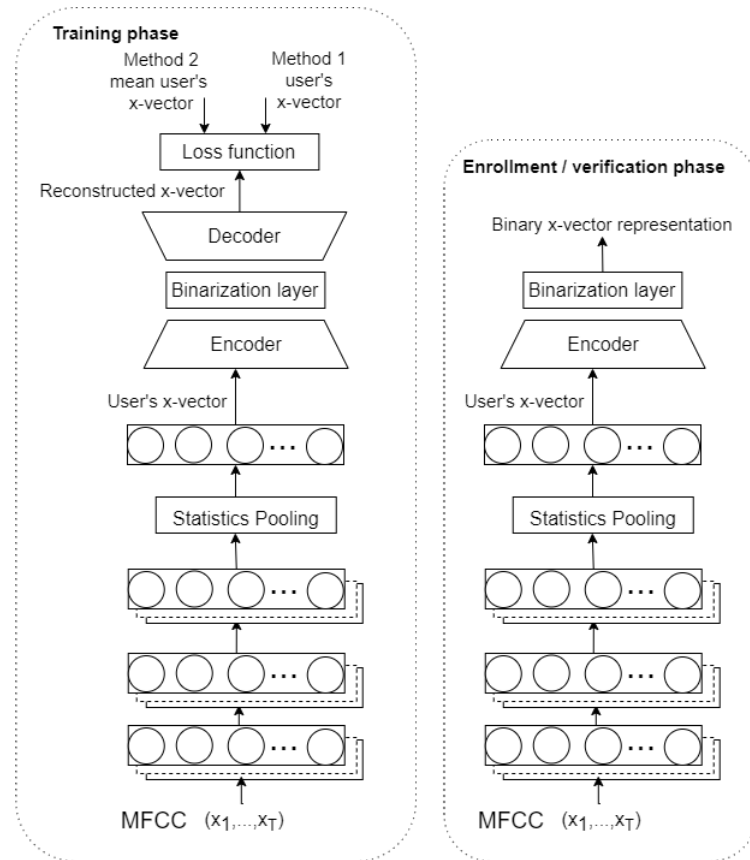 Training phase
Method 2
mean user's
x-vector
Method 1
user's
x-vector
Loss function
Reconstructed x-vector
Decoder
Binarization layer
Encoder
User's x-vector
...
Statistics Pooling
...
...
...
MFCC (x1,...,xT)
Enrollment / verification phase
Binary x-vector representation
Binarization layer
Encoder
User's x-vector
...
Statistics Pooling
...
...
...
MFCC (x1,...,xT)